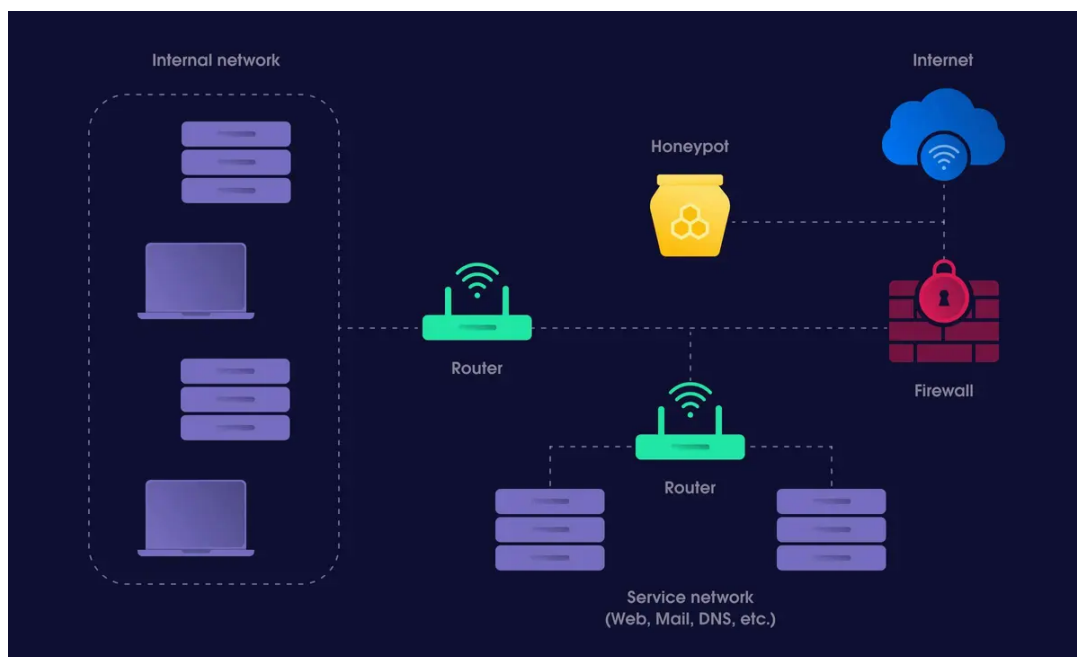 Internal network
Internet
Honeypot
Router
Firewall
Router
Service network
(Web, Mail, DNS, etc.)